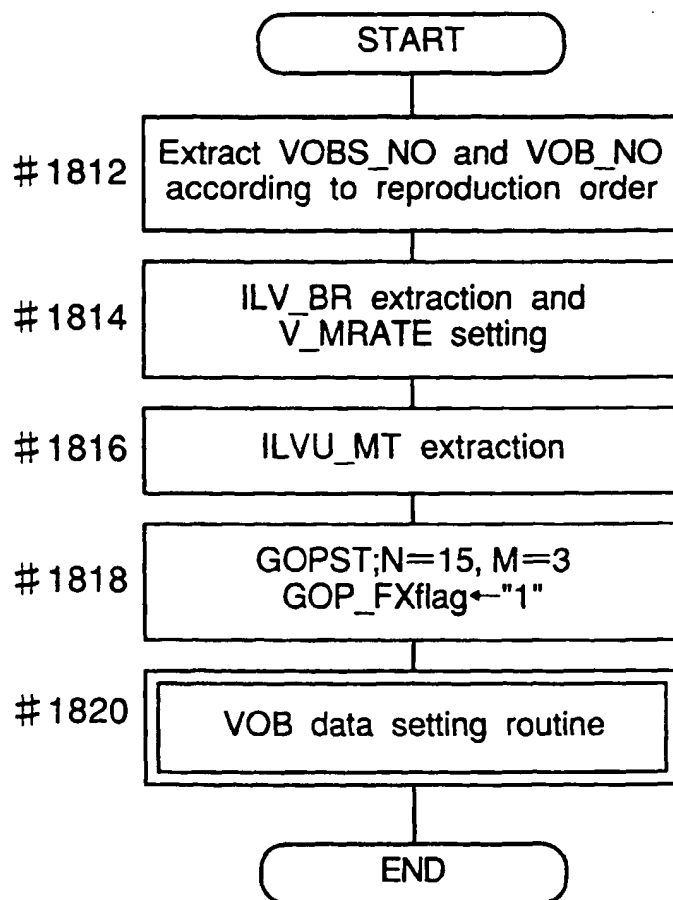 START
#1812
Extract VOBS_NO and VOB_NO
according to reproduction order
#1814
ILV_BR extraction and
V_MRATE setting
#1816
ILVU_MT extraction
#1818
GOPST;N=15, M=3
GOP_FXflag←"1"
#1820
VOB data setting routine
END